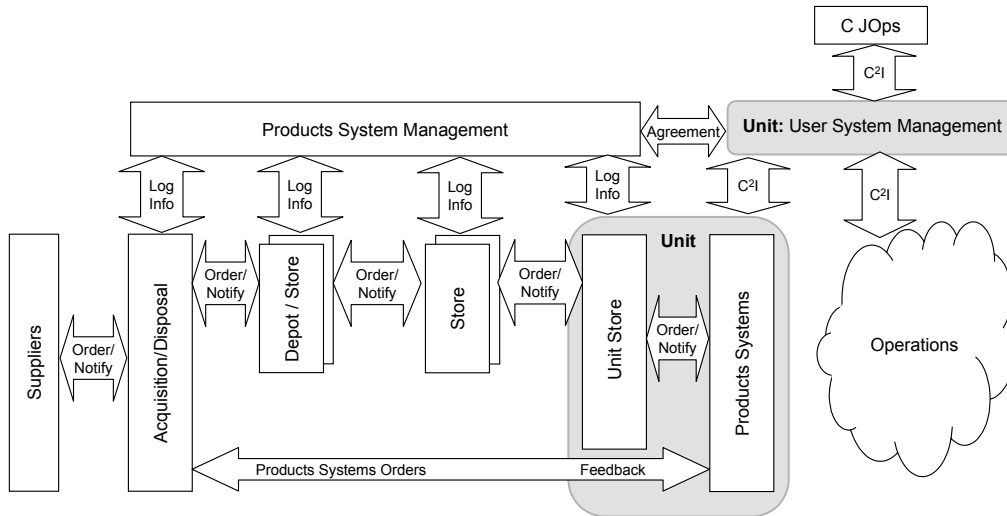 C JOps
C²I
Products System Management
Agreement
Unit: User System Management
Log
Info
Log
Info
Log
Info
Log
Info
C²I
C²I
Unit
Suppliers
Order/
Notify
Acquisition/Disposal
Order/
Notify
Depot / Store
Order/
Notify
Store
Order/
Notify
Unit Store
Order/
Notify
Products Systems
Operations
Products Systems Orders
Feedback